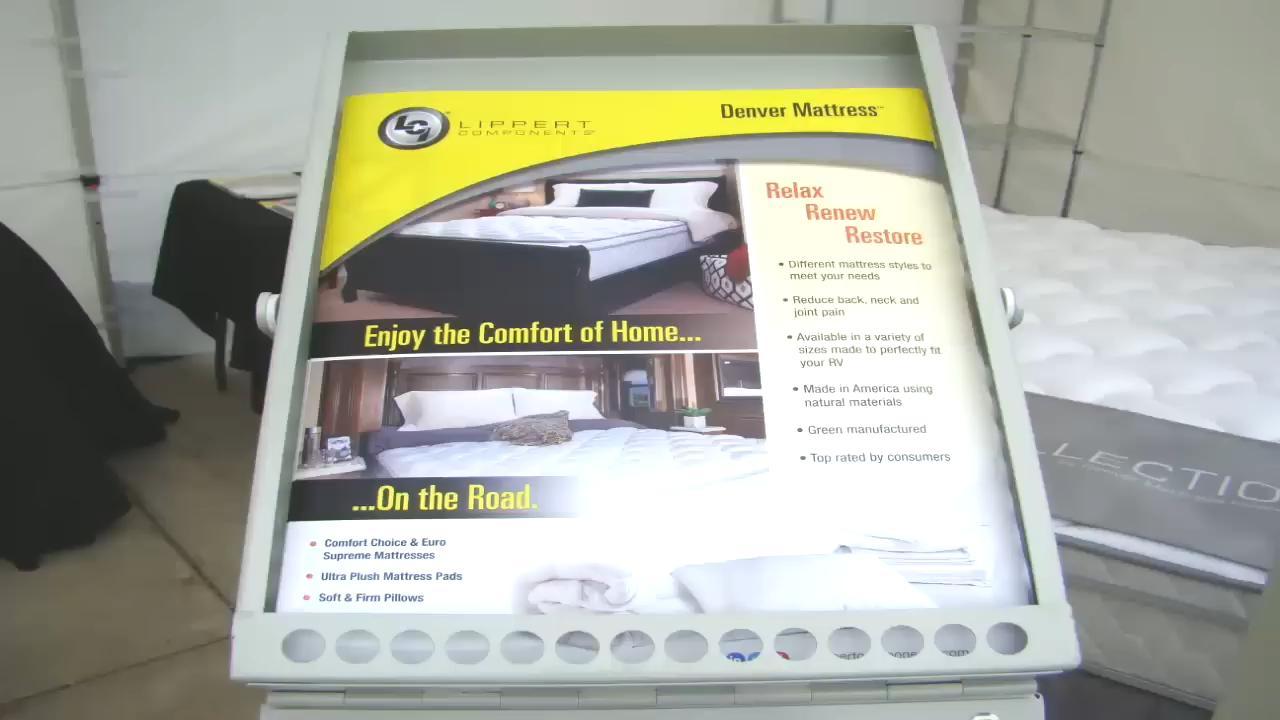 LCI LIPPERT
COMPONENTS
Denver Mattress™
Relax
Renew
Restore
• Different mattress styles to
meet your needs
• Reduce back, neck and
joint pain
• Available in a variety of
sizes made to perfectly fit
your RV
• Made in America using
natural materials
• Green manufactured
• Top rated by consumers
Enjoy the Comfort of Home...
...On the Road.
• Comfort Choice & Euro
Supreme Mattresses
• Ultra Plush Mattress Pads
• Soft & Firm Pillows
LLECTIO